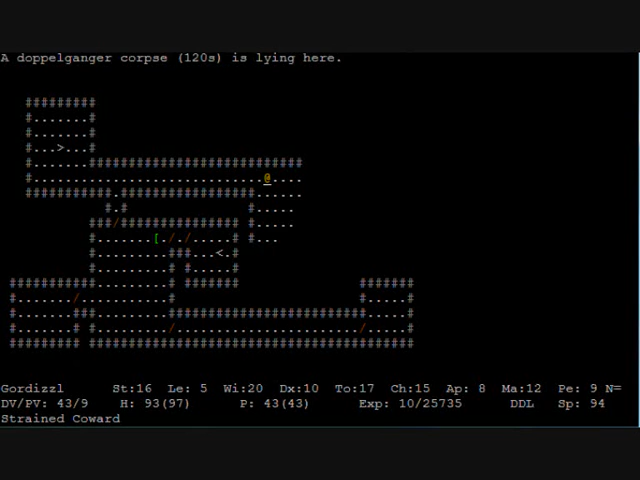 A doppelganger corpse (120s) is lying here.
Gordizzl St:16 Le: 5 Wi:20 Dx:10 To:17 Ch:15 Ap: 8 Ma:12 Pe: 9 N=
DV/PV: 43/9 H: 93(97) P: 43(43) Exp: 10/25735 DDL Sp: 94
Strained Coward